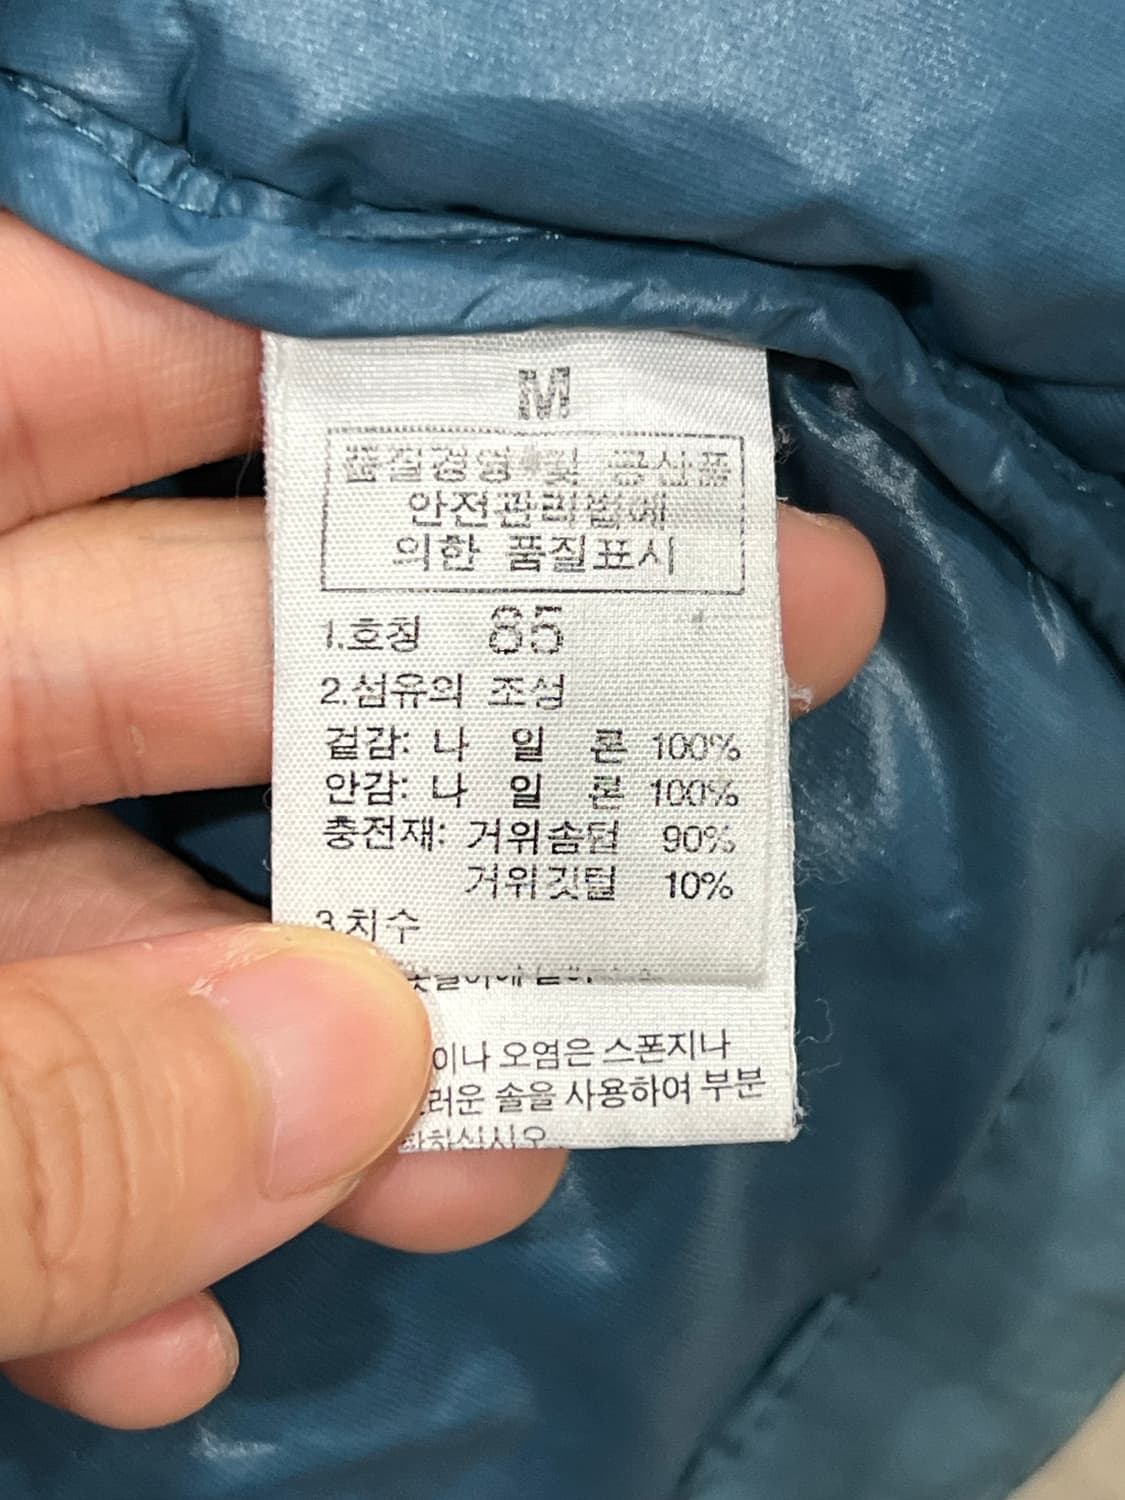 M
품질경영 및 공산품
안전관리법에
의한 품질표시
1.호칭 85
2.섬유의 조성
겉감: 나 일 론 100%
안감: 나 일 론 100%
충전재: 거위솜털 90%
거위깃털 10%
3.치수
이나 오염은 스폰지나
러운 솔을 사용하여 부분
하십시오.